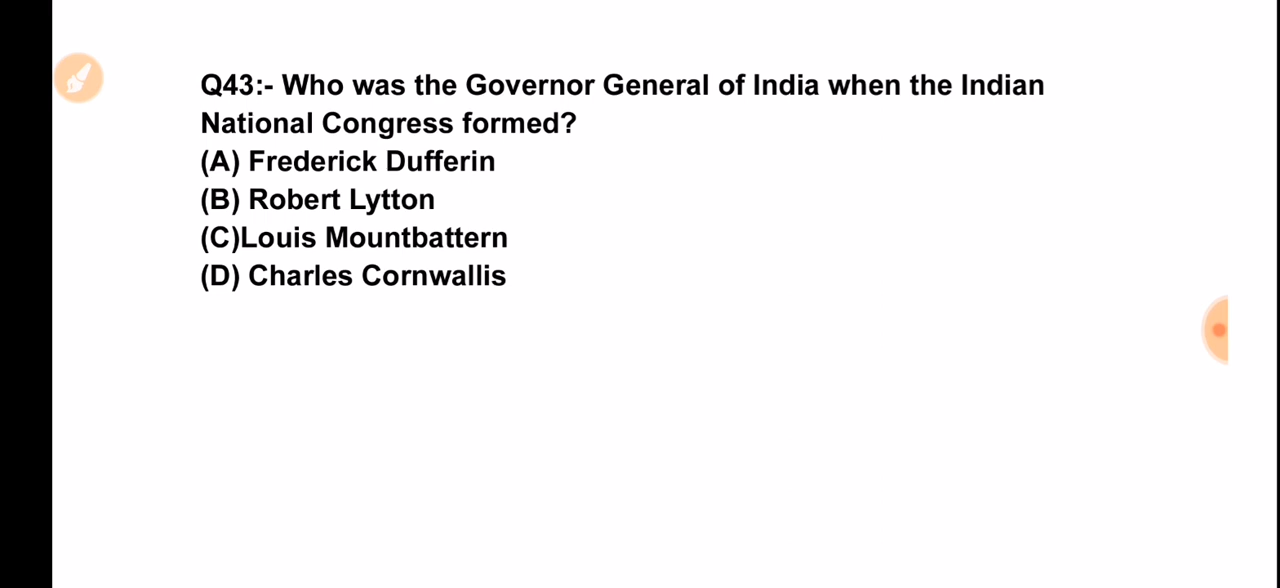 Q43:- Who was the Governor General of India when the Indian
National Congress formed?
(A) Frederick Dufferin
(B) Robert Lytton
(C)Louis Mountbattern
(D) Charles Cornwallis